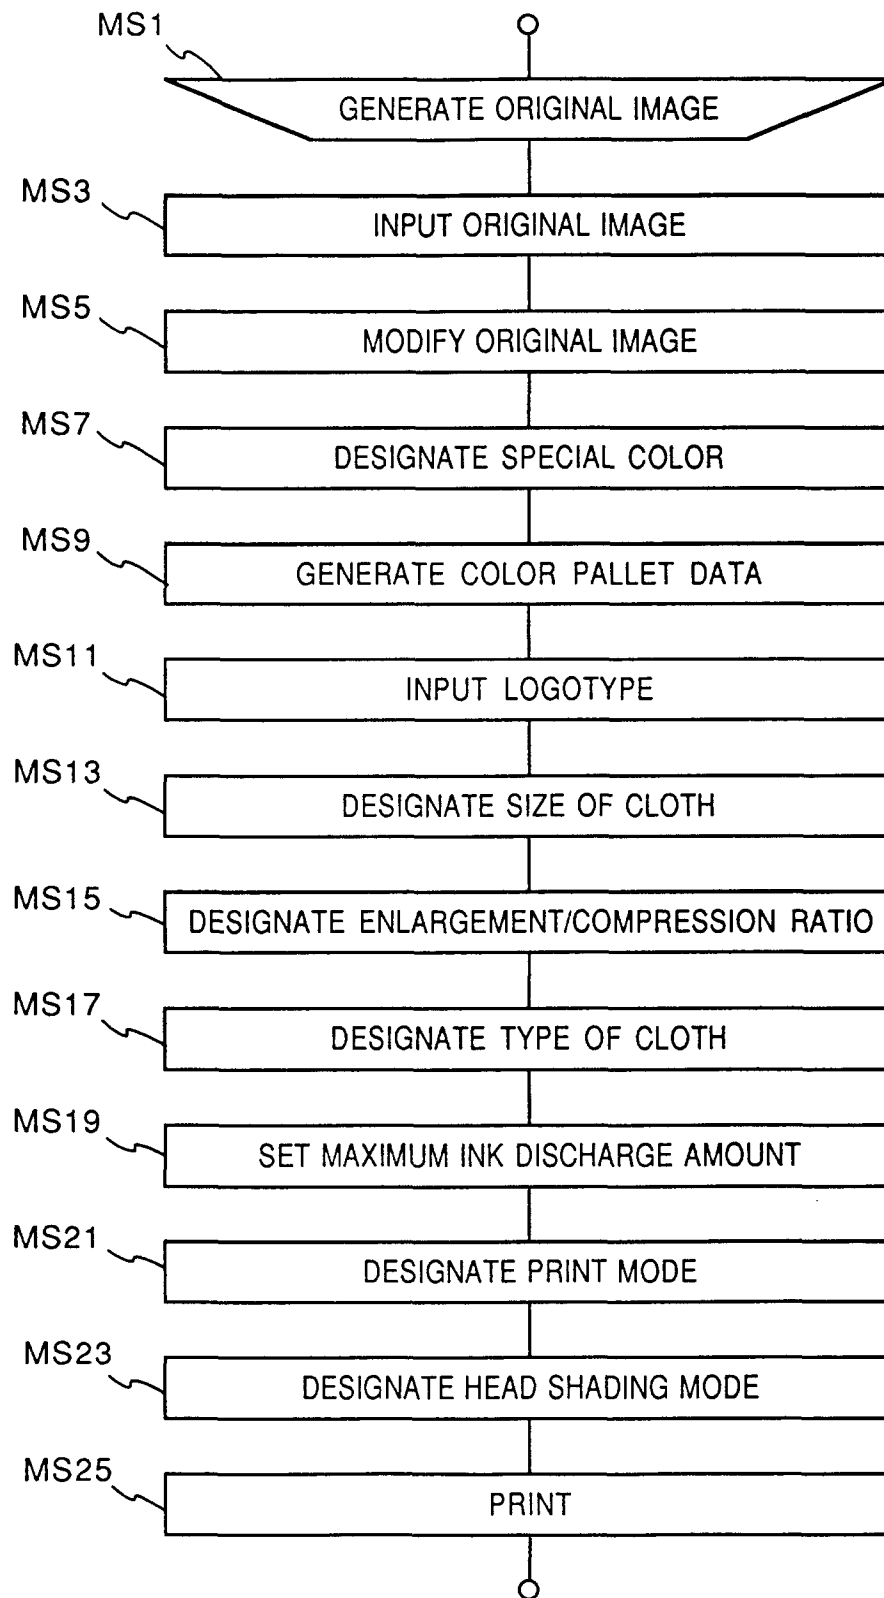 MS1
GENERATE ORIGINAL IMAGE
MS3
INPUT ORIGINAL IMAGE
MS5
MODIFY ORIGINAL IMAGE
MS7
DESIGNATE SPECIAL COLOR
MS9
GENERATE COLOR PALLET DATA
MS11
INPUT LOGOTYPE
MS13
DESIGNATE SIZE OF CLOTH
MS15
DESIGNATE ENLARGEMENT/COMPRESSION RATIO
MS17
DESIGNATE TYPE OF CLOTH
MS19
SET MAXIMUM INK DISCHARGE AMOUNT
MS21
DESIGNATE PRINT MODE
MS23
DESIGNATE HEAD SHADING MODE
MS25
PRINT